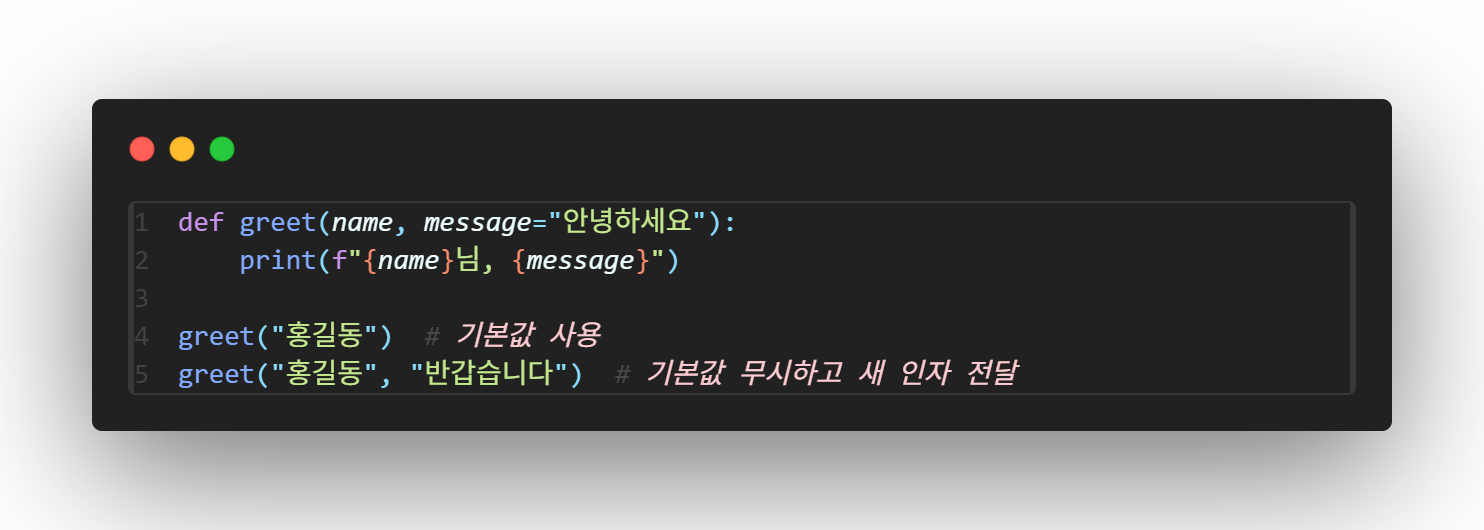 1 def greet(name, message="안녕하세요"):
2     print(f"{name}님, {message}")
3
4 greet("홍길동")  # 기본값 사용
5 greet("홍길동", "반갑습니다")  # 기본값 무시하고 새 인자 전달